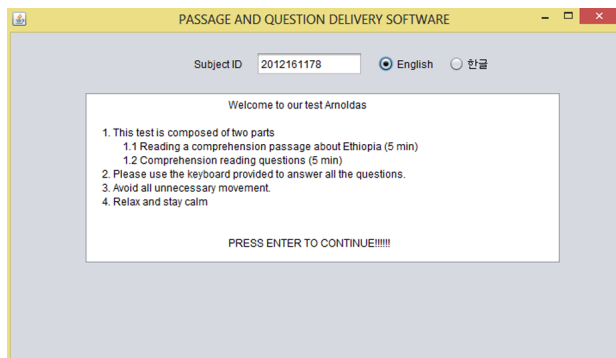 PASSAGE AND QUESTION DELIVERY SOFTWARE
Subject ID 2012161178 English 한글
Welcome to our test Arnoldas
1. This test is composed of two parts
1.1 Reading a comprehension passage about Ethiopia (5 min)
1.2 Comprehension reading questions (5 min)
2. Please use the keyboard provided to answer all the questions.
3. Avoid all unnecessary movement.
4. Relax and stay calm
PRESS ENTER TO CONTINUE!!!!!!